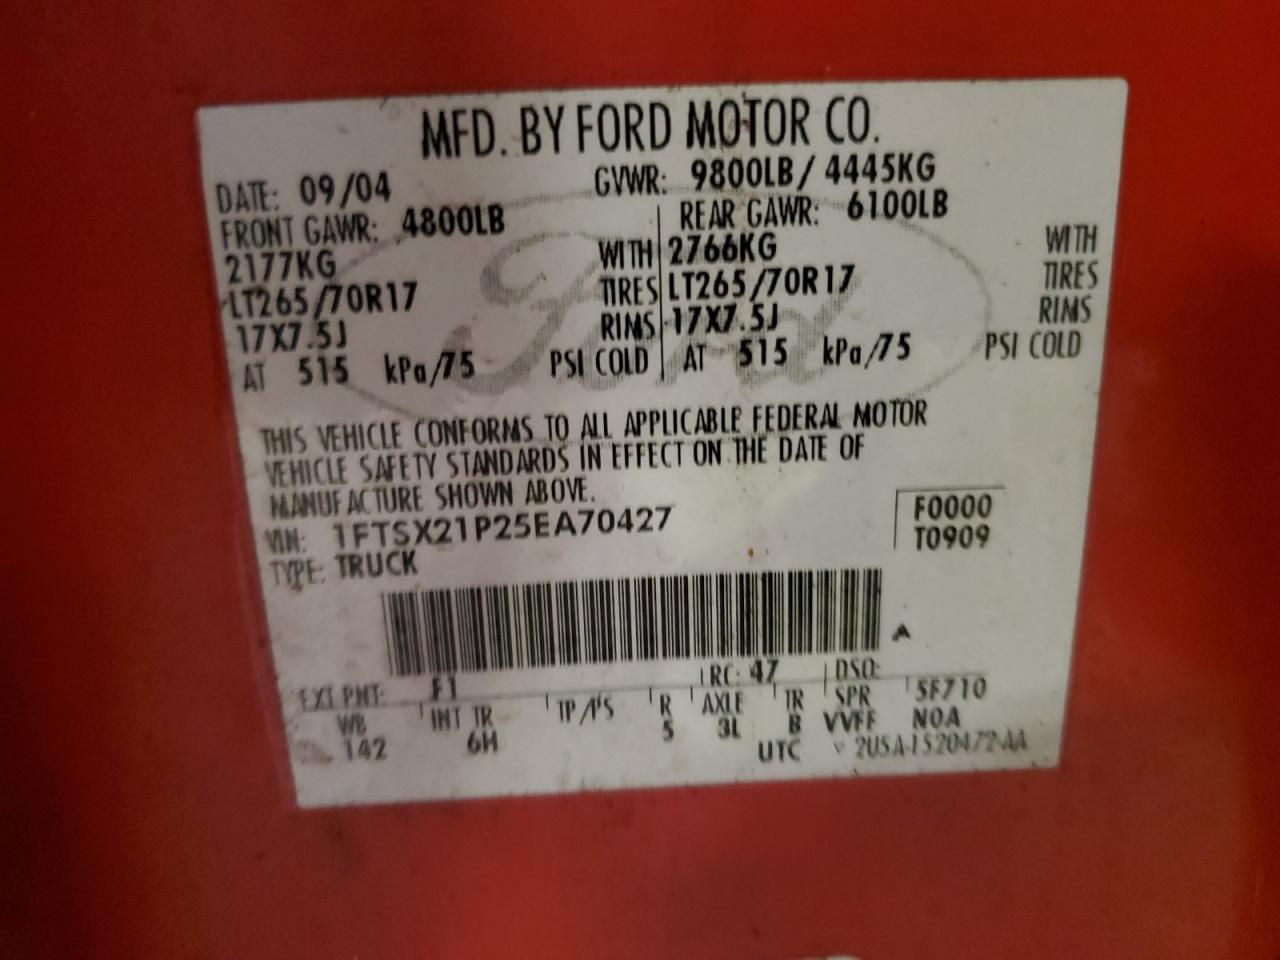 MFD. BY FORD MOTOR CO.
DATE: 09/04 GVWR: 9800LB / 4445KG
FRONT GAWR: 4800LB REAR GAWR: 6100LB
2177KG WITH 2766KG WITH
LT265/70R17 TIRES LT265/70R17 TIRES
17X7.5J RIMS 17X7.5J RIMS
AT 515 kPa/75 PSI COLD AT 515 kPa/75 PSI COLD
Ford
THIS VEHICLE CONFORMS TO ALL APPLICABLE FEDERAL MOTOR
VEHICLE SAFETY STANDARDS IN EFFECT ON THE DATE OF
MANUFACTURE SHOWN ABOVE.
VIN: 1FTSX21P25EA70427 F0000
TYPE: TRUCK T0909
A
EXT PNT: F1 RC: 47 DSO:
WB INT TR TP/PS R AXLE TR SPR 5F710
142 6H 5 3L B VVFF N0A
UTC 2U5A-1520472-AA